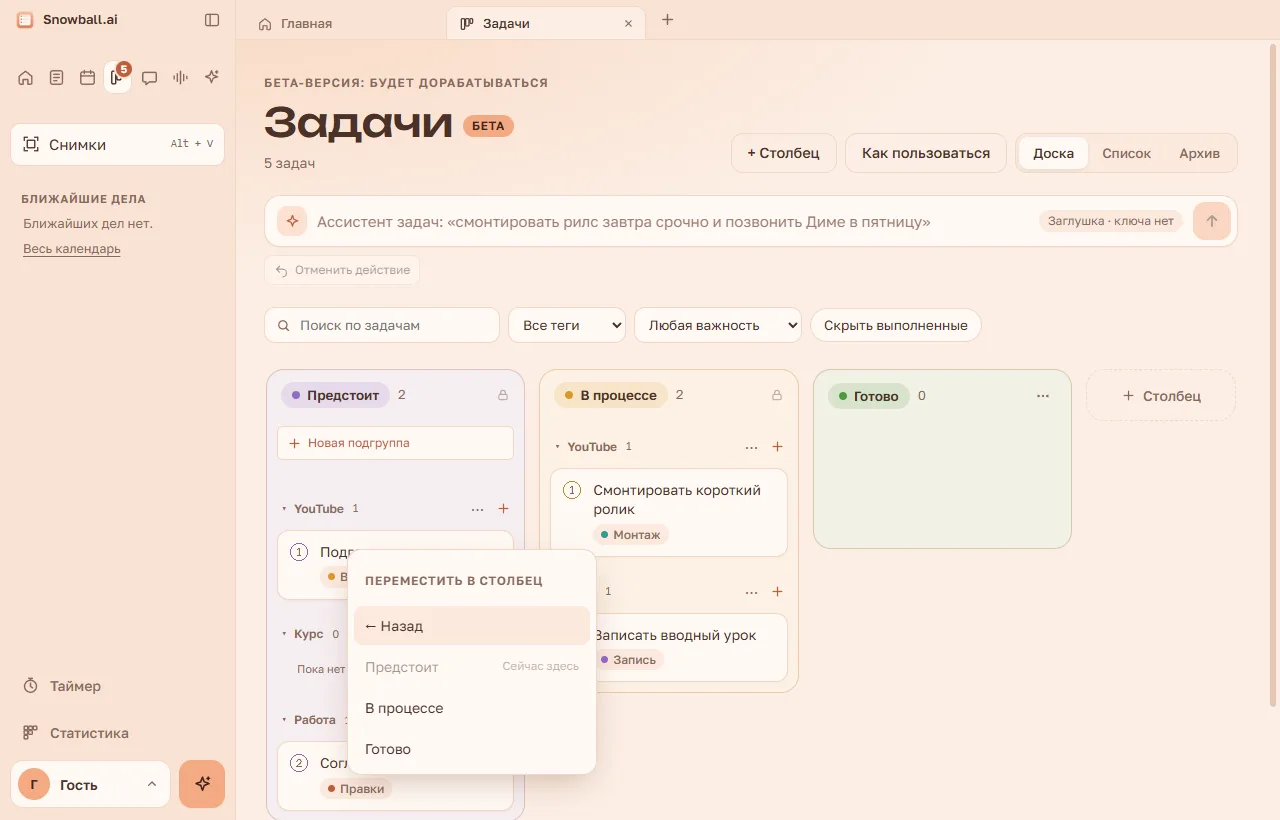 Snowball.ai
Главная
Задачи
5
Снимки
Alt + V
БЛИЖАЙШИЕ ДЕЛА
Ближайших дел нет.
Весь календарь
Таймер
Статистика
Г
Гость
БЕТА-ВЕРСИЯ: БУДЕТ ДОРАБАТЫВАТЬСЯ
Задачи
БЕТА
5 задач
+ Столбец
Как пользоваться
Доска
Список
Архив
Ассистент задач: «смонтировать рилс завтра срочно и позвонить Диме в пятницу»
Заглушка · ключа нет
Отменить действие
Поиск по задачам
Все теги
Любая важность
Скрыть выполненные
Предстоит
2
+ Новая подгруппа
YouTube
1
1
Курс
0
Пока нет
Работа
2
Правки
В процессе
2
YouTube
1
1
Смонтировать короткий
ролик
Монтаж
1
Записать вводный урок
Запись
Готово
0
+ Столбец
ПЕРЕМЕСТИТЬ В СТОЛБЕЦ
← Назад
Предстоит
Сейчас здесь
В процессе
Готово